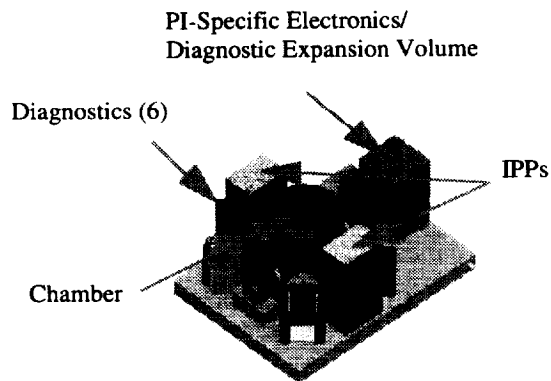 PI-Specific Electronics/
Diagnostic Expansion Volume
Diagnostics (6)
IPPs
Chamber